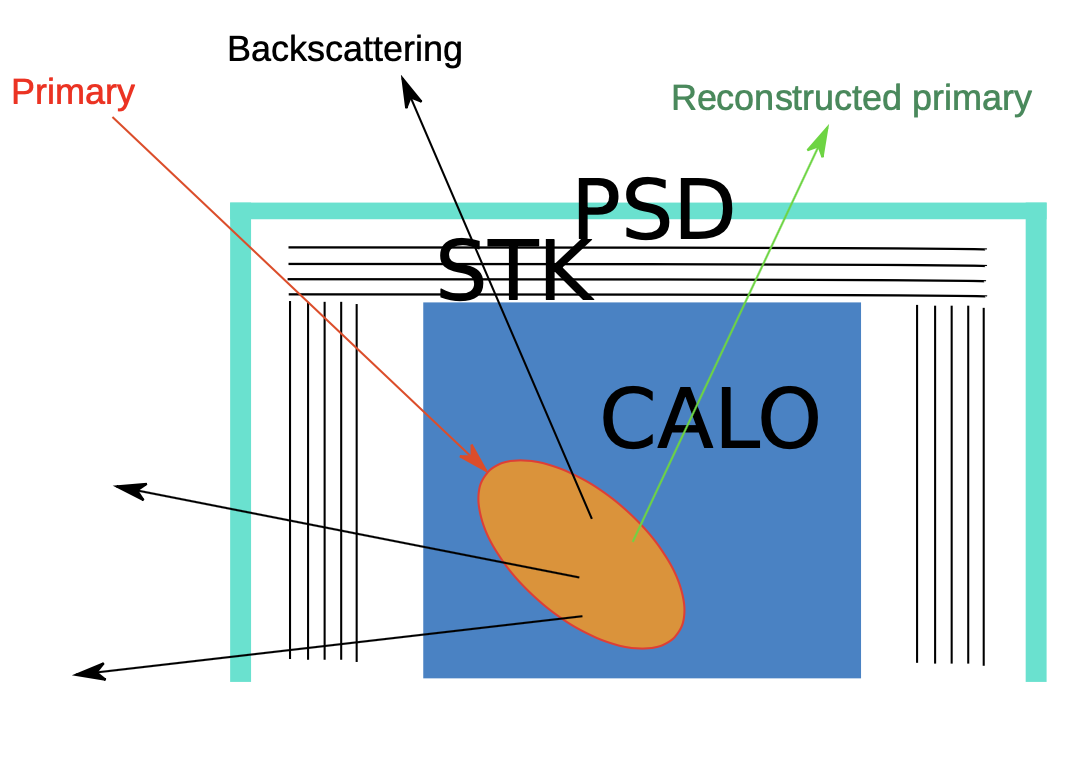 Backscattering
Primary
Reconstructed primary
PSD
STK
CALO